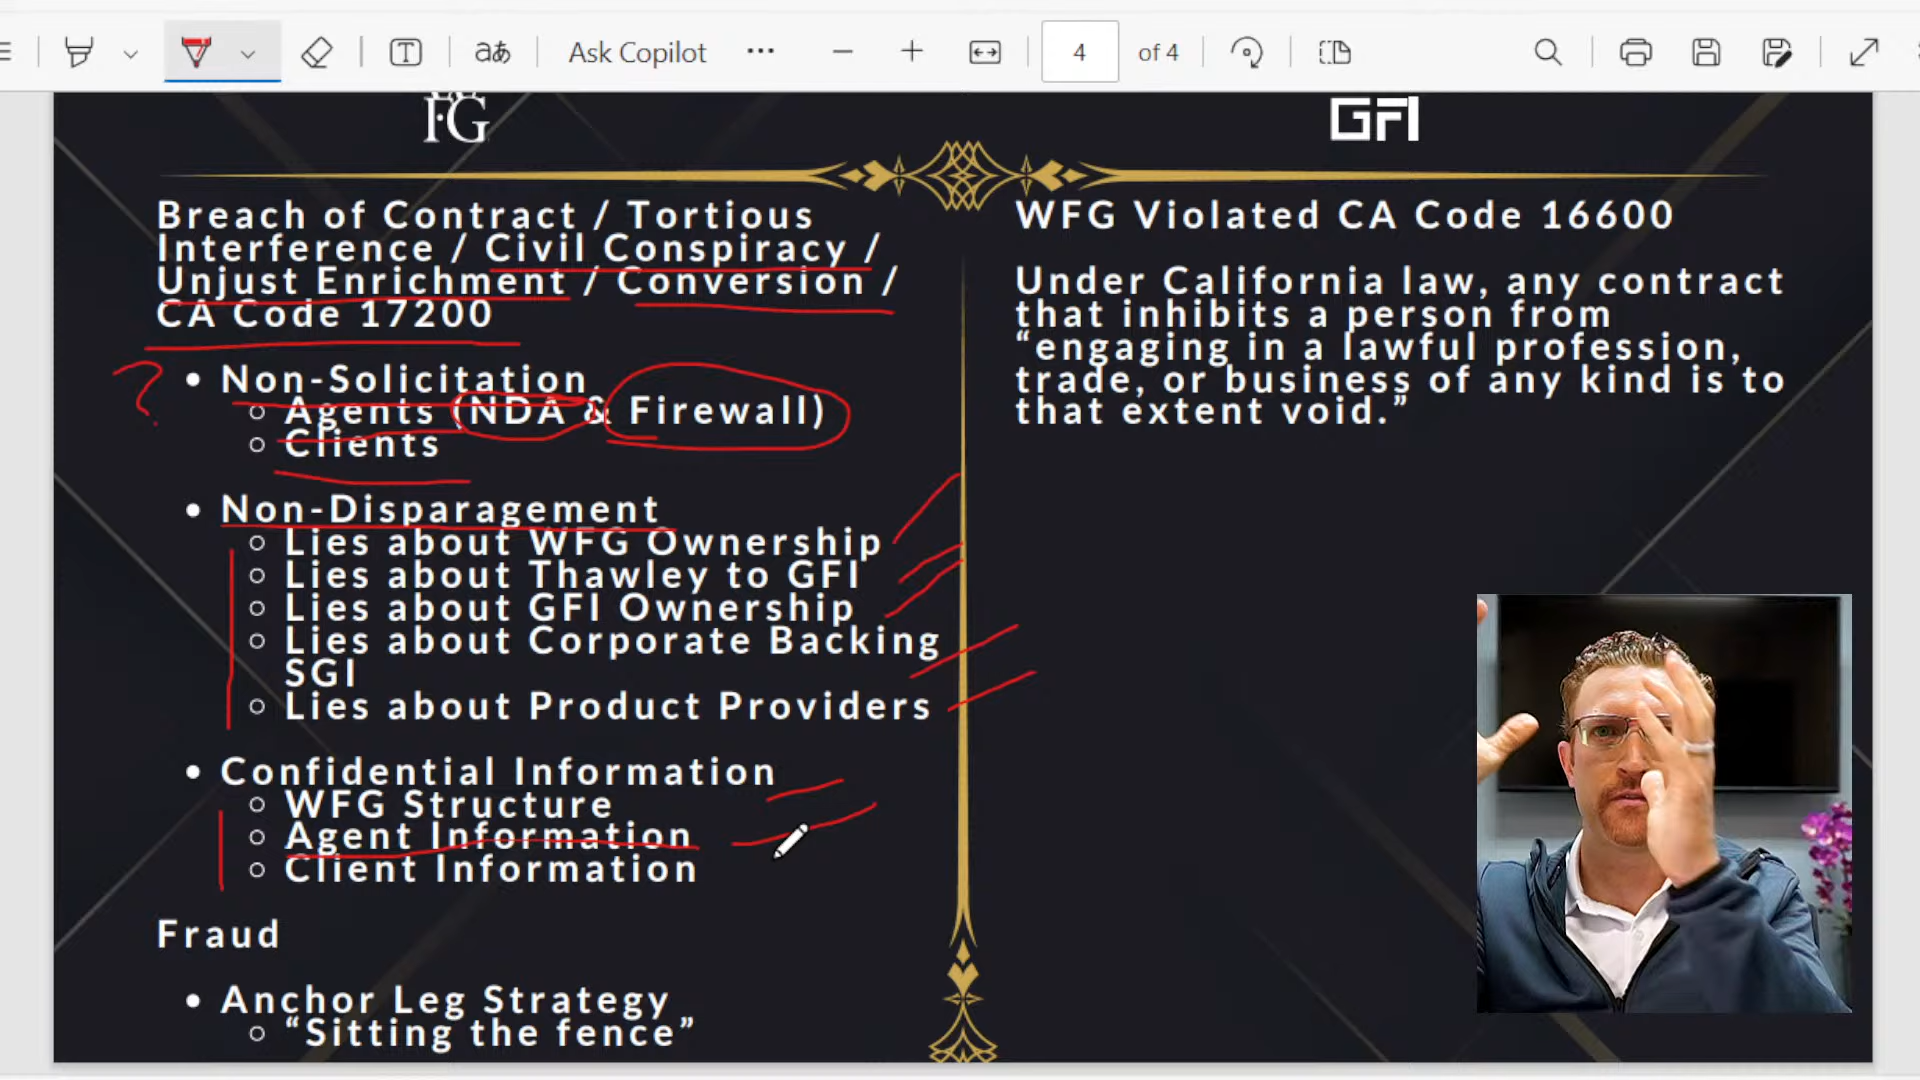 Ask Copilot
4
of 4
FG
GFI
Breach of Contract / Tortious
Interference / Civil Conspiracy /
Unjust Enrichment / Conversion /
CA Code 17200
? • Non-Solicitation
Agents (NDA & Firewall)
Clients
• Non-Disparagement
Lies about WFG Ownership
Lies about Thawley to GFI
Lies about GFI Ownership
Lies about Corporate Backing
SGI
Lies about Product Providers
• Confidential Information
WFG Structure
Agent Information
Client Information
Fraud
• Anchor Leg Strategy
“Sitting the fence”
WFG Violated CA Code 16600
Under California law, any contract
that inhibits a person from
“engaging in a lawful profession,
trade, or business of any kind is to
that extent void.”